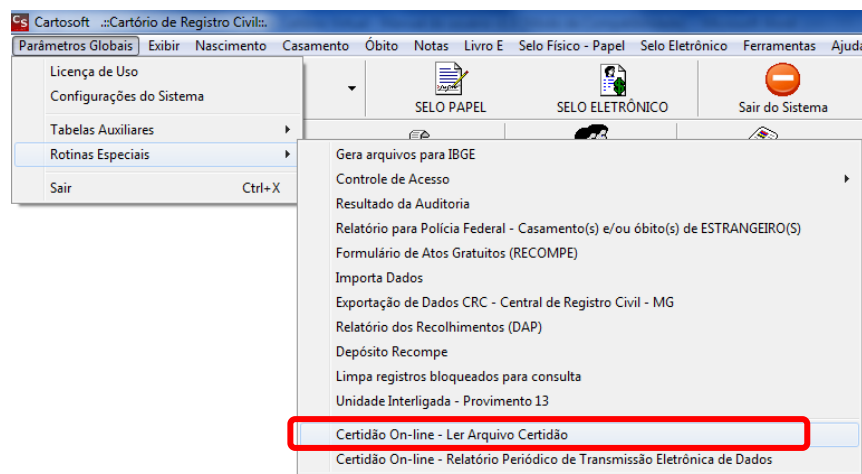 Cs Cartosoft .::Cartório de Registro Civil::.
Parâmetros Globais Exibir Nascimento Casamento Óbito Notas Livro E Selo Físico - Papel Selo Eletrônico Ferramentas Ajuda
Licença de Uso
Configurações do Sistema
Tabelas Auxiliares
Rotinas Especiais
Sair Ctrl+X
SELO PAPEL SELO ELETRÔNICO Sair do Sistema
Gera arquivos para IBGE
Controle de Acesso
Resultado da Auditoria
Relatório para Polícia Federal - Casamento(s) e/ou óbito(s) de ESTRANGEIRO(S)
Formulário de Atos Gratuitos (RECOMPE)
Importa Dados
Exportação de Dados CRC - Central de Registro Civil - MG
Relatório dos Recolhimentos (DAP)
Depósito Recompe
Limpa registros bloqueados para consulta
Unidade Interligada - Provimento 13
Certidão On-line - Ler Arquivo Certidão
Certidão On-line - Relatório Periódico de Transmissão Eletrônica de Dados